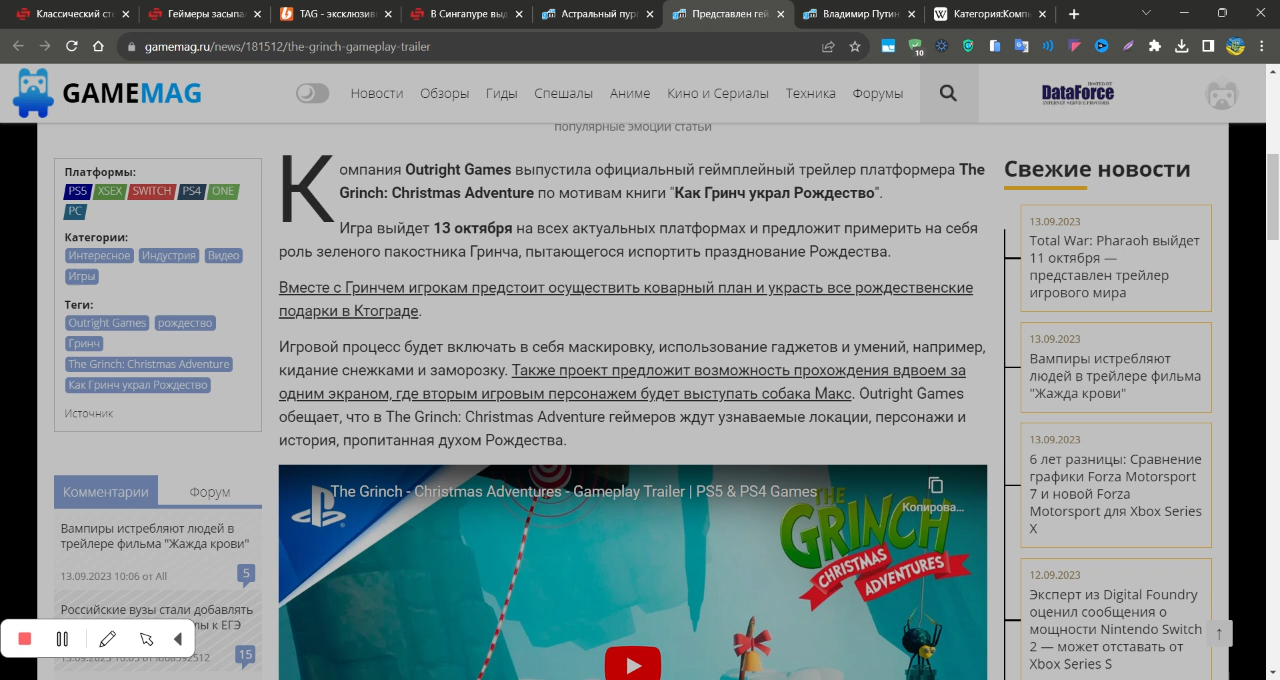 Классический ст
Геймеры засыпа
TAG - эксклюзив
В Сингапуре выд
Астральный пур
Представлен гей
Владимир Путин
Категория:Комп
gamemag.ru/news/181512/the-grinch-gameplay-trailer
10
GAMEMAG
Новости
Обзоры
Гиды
Спешалы
Аниме
Кино и Сериалы
Техника
Форумы
HOSTED BY
DataForce
INTERNET SERVICE PROVIDER
популярные эмоции статьи
Платформы:
PS5 XSEX SWITCH PS4 ONE
PC
Категории:
Интересное Индустрия Видео
Игры
Теги:
Outright Games рождество
Гринч
The Grinch: Christmas Adventure
Как Гринч украл Рождество
Источник
Комментарии
Форум
Вампиры истребляют людей в
трейлере фильма "Жажда крови"
13.09.2023 10:06 от All
5
Российские вузы стали добавлять
лы к ЕГЭ
15
Компания Outright Games выпустила официальный геймплейный трейлер платформера The
Grinch: Christmas Adventure по мотивам книги "Как Гринч украл Рождество".
Игра выйдет 13 октября на всех актуальных платформах и предложит примерить на себя
роль зеленого пакостника Гринча, пытающегося испортить празднование Рождества.
Вместе с Гринчем игрокам предстоит осуществить коварный план и украсть все рождественские
подарки в Ктограде.
Игровой процесс будет включать в себя маскировку, использование гаджетов и умений, например,
кидание снежками и заморозку. Также проект предложит возможность прохождения вдвоем за
одним экраном, где вторым игровым персонажем будет выступать собака Макс. Outright Games
обещает, что в The Grinch: Christmas Adventure геймеров ждут узнаваемые локации, персонажи и
история, пропитанная духом Рождества.
The Grinch - Christmas Adventures - Gameplay Trailer | PS5 & PS4 Games
Копирова...
THE
GRINCH
CHRISTMAS
ADVENTURES
Свежие новости
13.09.2023
Total War: Pharaoh выйдет
11 октября —
представлен трейлер
игрового мира
13.09.2023
Вампиры истребляют
людей в трейлере фильма
"Жажда крови"
13.09.2023
6 лет разницы: Сравнение
графики Forza Motorsport
7 и новой Forza
Motorsport для Xbox Series
X
12.09.2023
Эксперт из Digital Foundry
оценил сообщения о
мощности Nintendo Switch
2 — может отставать от
Xbox Series S